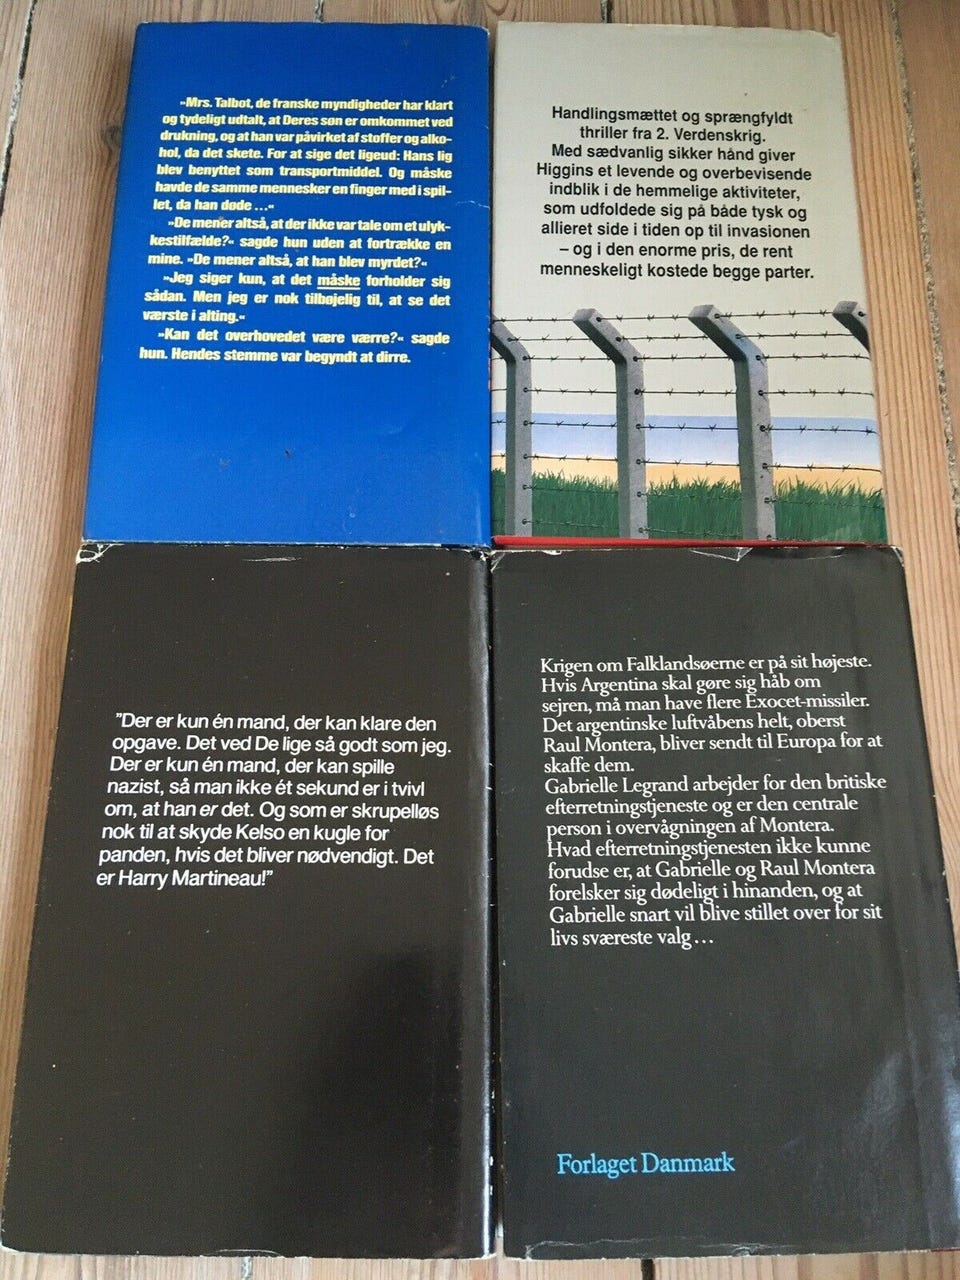 »Mrs. Talbot, de franske myndigheder har klart
og tydeligt udtalt, at Deres søn er omkommet ved
drukning, og at han var påvirket af stoffer og alko-
hol, da det skete. For at sige det ligeud: Hans lig
blev benyttet som transportmiddel. Og måske
havde de samme mennesker en finger med i spil-
let, da han døde ...«
»De mener altså, at der ikke var tale om et ulyk-
kestilfælde?« sagde hun uden at fortrække en
mine. »De mener altså, at han blev myrdet?«
»Jeg siger kun, at det måske forholder sig
sådan. Men jeg er nok tilbøjelig til, at se det
værste i alting.«
»Kan det overhovedet være værre?« sagde
hun. Hendes stemme var begyndt at dirre.
Handlingsmættet og sprængfyldt
thriller fra 2. Verdenskrig.
Med sædvanlig sikker hånd giver
Higgins et levende og overbevisende
indblik i de hemmelige aktiviteter,
som udfoldede sig på både tysk og
allieret side i tiden op til invasionen
– og i den enorme pris, de rent
menneskeligt kostede begge parter.
"Der er kun én mand, der kan klare den
opgave. Det ved De lige så godt som jeg.
Der er kun én mand, der kan spille
nazist, så man ikke ét sekund er i tvivl
om, at han er det. Og som er skrupelløs
nok til at skyde Kelso en kugle for
panden, hvis det bliver nødvendigt. Det
er Harry Martineau!"
Krigen om Falklandsøerne er på sit højeste.
Hvis Argentina skal gøre sig håb om
sejren, må man have flere Exocet-missiler.
Det argentinske luftvåbens helt, oberst
Raul Montera, bliver sendt til Europa for at
skaffe dem.
Gabrielle Legrand arbejder for den britiske
efterretningstjeneste og er den centrale
person i overvågningen af Montera.
Hvad efterretningstjenesten ikke kunne
forudse er, at Gabrielle og Raul Montera
forelsker sig dødeligt i hinanden, og at
Gabrielle snart vil blive stillet over for sit
livs sværeste valg...
Forlaget Danmark